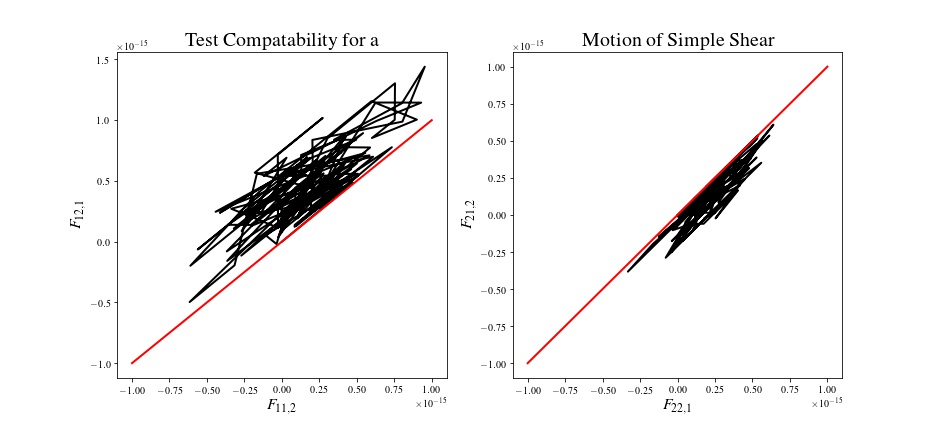 Test Compatability for a
×10−15
1.5
1.0
0.5
0.0
−0.5
−1.0
F12,1
−1.00 −0.75 −0.50 −0.25 0.00 0.25 0.50 0.75 1.00
×10−15
F11,2
Motion of Simple Shear
×10−15
1.00
0.75
0.50
0.25
0.00
−0.25
−0.50
−0.75
−1.00
F21,2
−1.00 −0.75 −0.50 −0.25 0.00 0.25 0.50 0.75 1.00
×10−15
F22,1